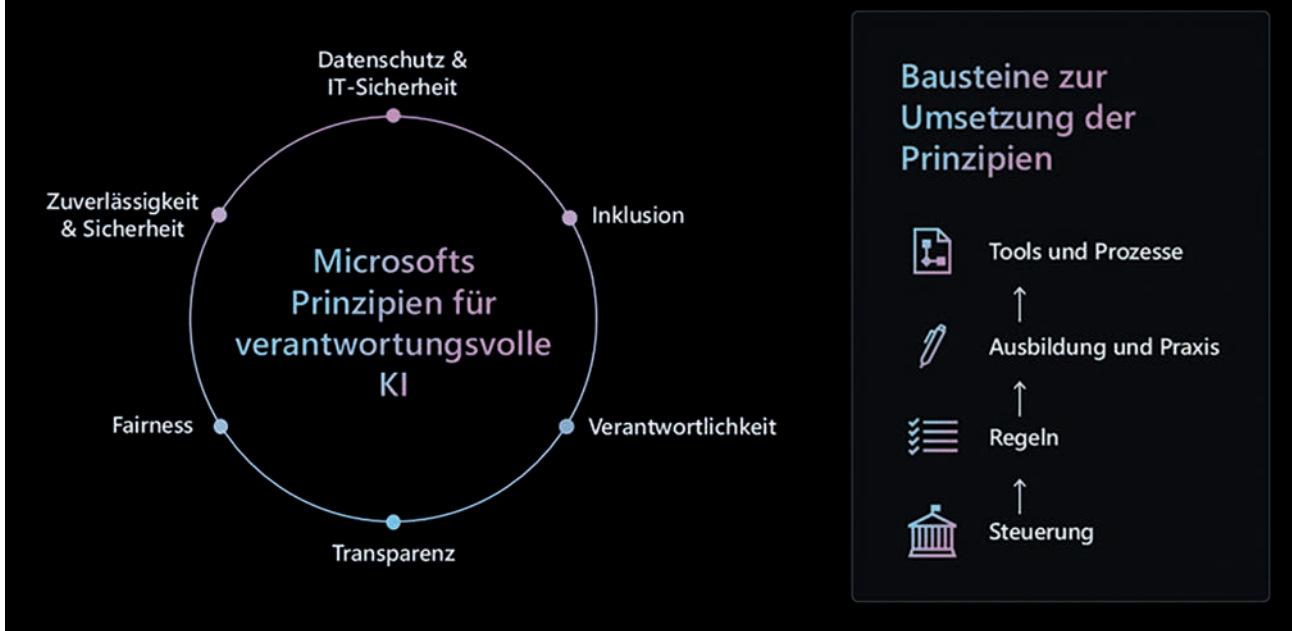 Datenschutz &
IT-Sicherheit
Zuverlässigkeit
& Sicherheit
Inklusion
Microsofts
Prinzipien für
verantwortungsvolle
KI
Fairness
Verantwortlichkeit
Transparenz
Bausteine zur
Umsetzung der
Prinzipien
Tools und Prozesse
Ausbildung und Praxis
Regeln
Steuerung